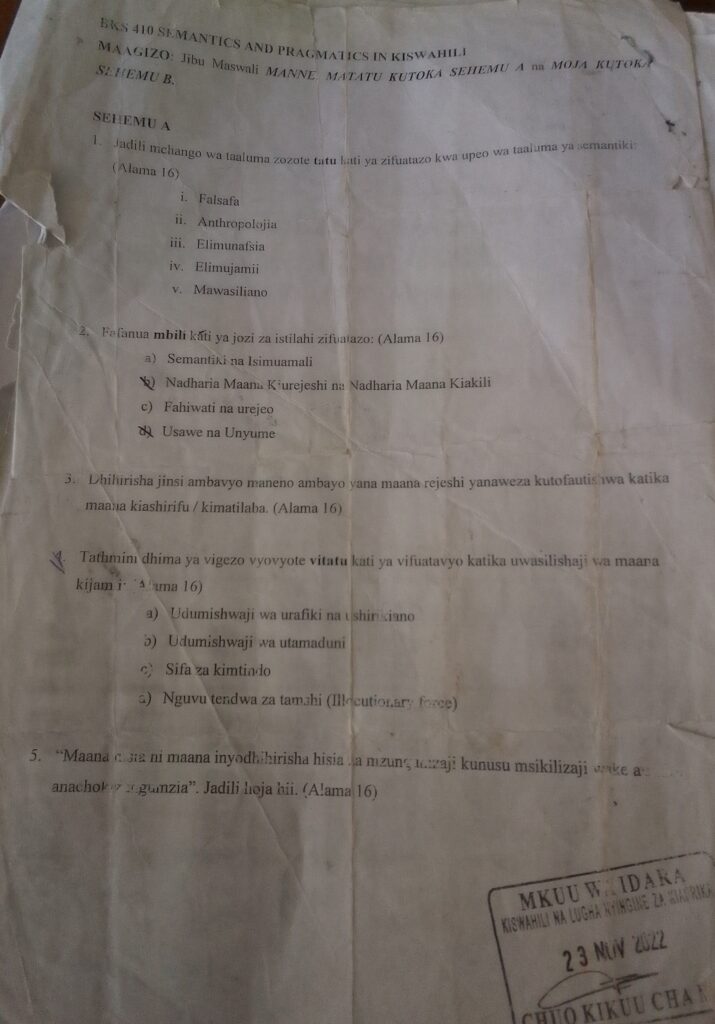 BKS 410 SEMANTICS AND PRAGMATICS IN KISWAHILI
MAAGIZO: Jibu Maswali MANNE. MATATU KUTOKA SEHEMU A na MOJA KUTOKA
SEHEMU B.
SEHEMU A
1. Jadili mchango wa taaluma zozote tatu kati ya zifuatazo kwa upeo wa taaluma ya semantiki:
(Alama 16)
i. Falsafa
ii. Anthropolojia
iii. Elimunafsia
iv. Elimujamii
v. Mawasiliano
2. Fafanua mbili kati ya jozi za istilahi zifuatazo: (Alama 16)
a) Semantiki na Isimuamali
b) Nadharia Maana Kiurejeshi na Nadharia Maana Kiakili
c) Fahiwati na urejeo
d) Usawe na Unyume
3. Dhihirisha jinsi ambavyo maneno ambayo yana maana rejeshi yanaweza kutofautishwa katika
maana kiashirifu / kimatilaba. (Alama 16)
4. Tathmini dhima ya vigezo vyovyote vitatu kati ya vifuatavyo katika uwasilishaji wa maana
(Alama 16)
a) Udumishwaji wa urafiki na ushirikiano
b) Udumishwaji wa utamaduni
c) Sifa za kimtindo
d) Nguvu tendwa za tamshi (Illocutionary force)
5. “Maana ni maana inyodhihirisha hisia za mzungumzaji kunusu msikilizaji wake
”. Jadili hoja hii. (Alama 16)
MKUU WA IDARA
KISWAHILI NA LUGHA NYINGINE ZA KIAFRIKA
23 NOV 2022
CHUO KIKUU CHA